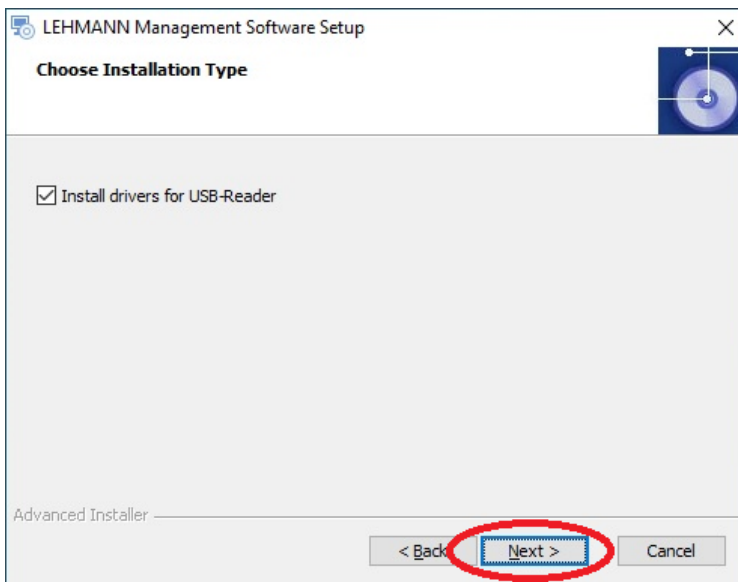 LEHMANN Management Software Setup
Choose Installation Type
Install drivers for USB-Reader
Advanced Installer
< Back Next > Cancel